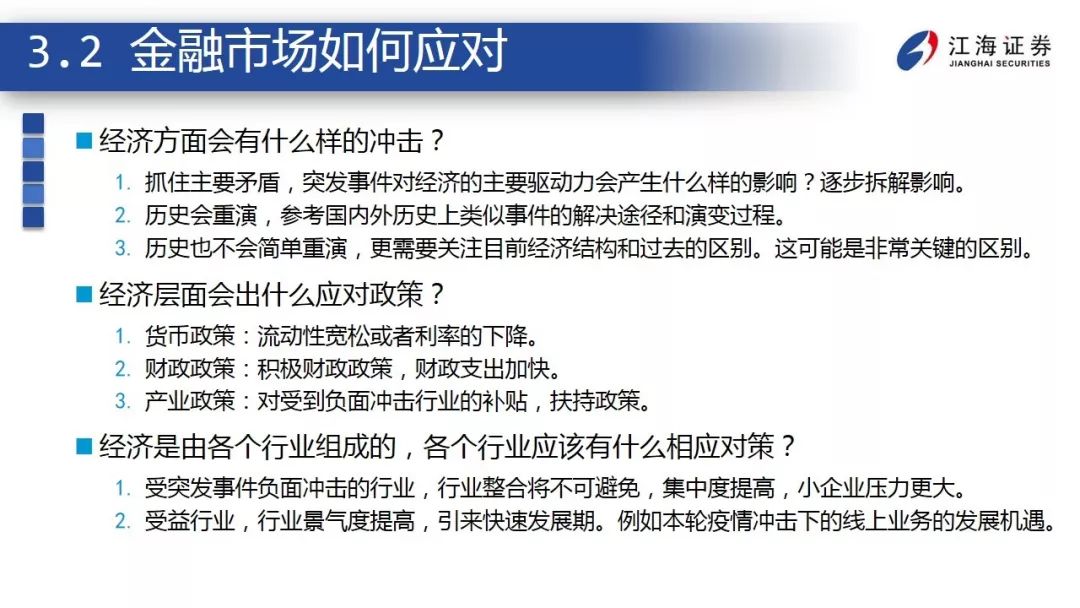 3.2 金融市场如何应对
江海证券
JIANGHAI SECURITIES
经济方面会有什么样的冲击？
1. 抓住主要矛盾，突发事件对经济的主要驱动力会产生什么样的影响？逐步拆解影响。
2. 历史会重演，参考国内外历史上类似事件的解决途径和演变过程。
3. 历史也不会简单重演，更需要关注目前经济结构和过去的区别。这可能是非常关键的区别。
经济层面会出什么应对政策？
1. 货币政策：流动性宽松或者利率的下降。
2. 财政政策：积极财政政策，财政支出加快。
3. 产业政策：对受到负面冲击行业的补贴，扶持政策。
经济是由各个行业组成的，各个行业应该有什么相应对策？
1. 受突发事件负面冲击的行业，行业整合将不可避免，集中度提高，小企业压力更大。
2. 受益行业，行业景气度提高，引来快速发展期。例如本轮疫情冲击下的线上业务的发展机遇。